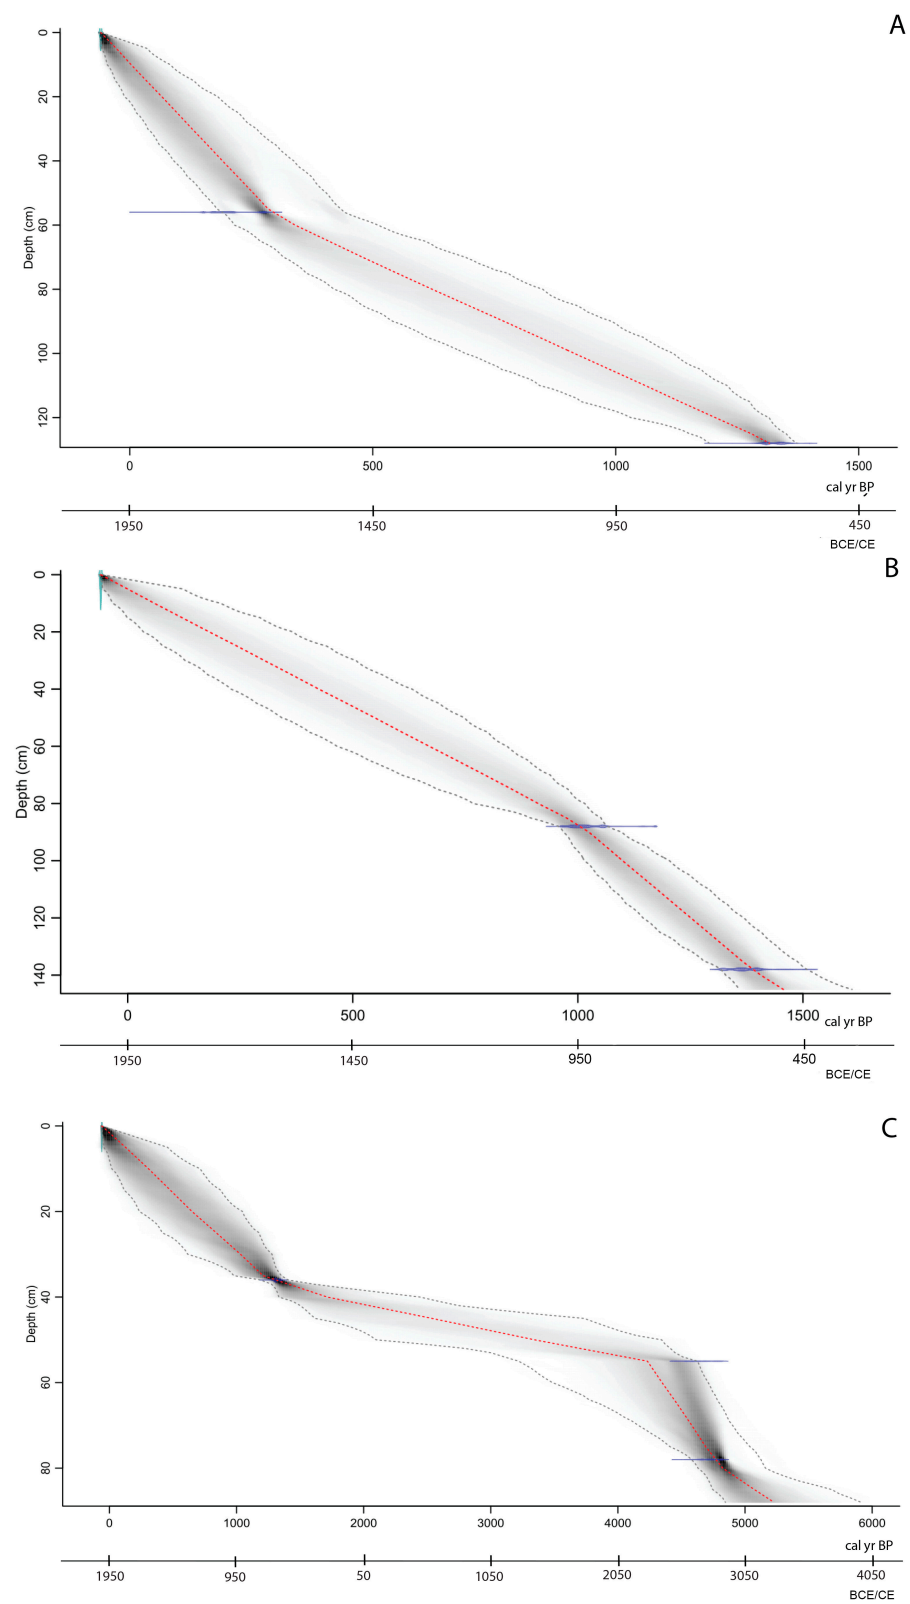 A
0
20
40
60
80
100
120
Depth (cm)
0 500 1000 1500
cal yr BP
1950 1450 950 450
BCE/CE
B
0
20
40
60
80
100
120
140
Depth (cm)
0 500 1000 1500 cal yr BP
1950 1450 950 450
BCE/CE
C
0
20
40
60
80
Depth (cm)
0 1000 2000 3000 4000 5000 6000
cal yr BP
1950 950 50 1050 2050 3050 4050
BCE/CE